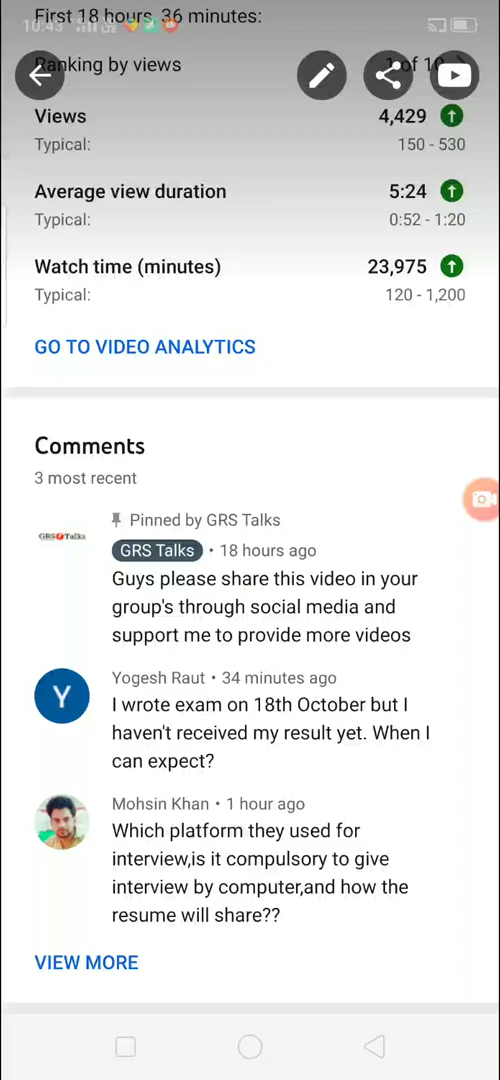 First 18 hours, 36 minutes:
10:43
Ranking by views
of 10
Views
4,429
Typical:
150 - 530
Average view duration
5:24
Typical:
0:52 - 1:20
Watch time (minutes)
23,975
Typical:
120 - 1,200
GO TO VIDEO ANALYTICS
Comments
3 most recent
Pinned by GRS Talks
GRS Talks
GRS Talks • 18 hours ago
Guys please share this video in your
group's through social media and
support me to provide more videos
Y
Yogesh Raut • 34 minutes ago
I wrote exam on 18th October but I
haven't received my result yet. When I
can expect?
Mohsin Khan • 1 hour ago
Which platform they used for
interview,is it compulsory to give
interview by computer,and how the
resume will share??
VIEW MORE